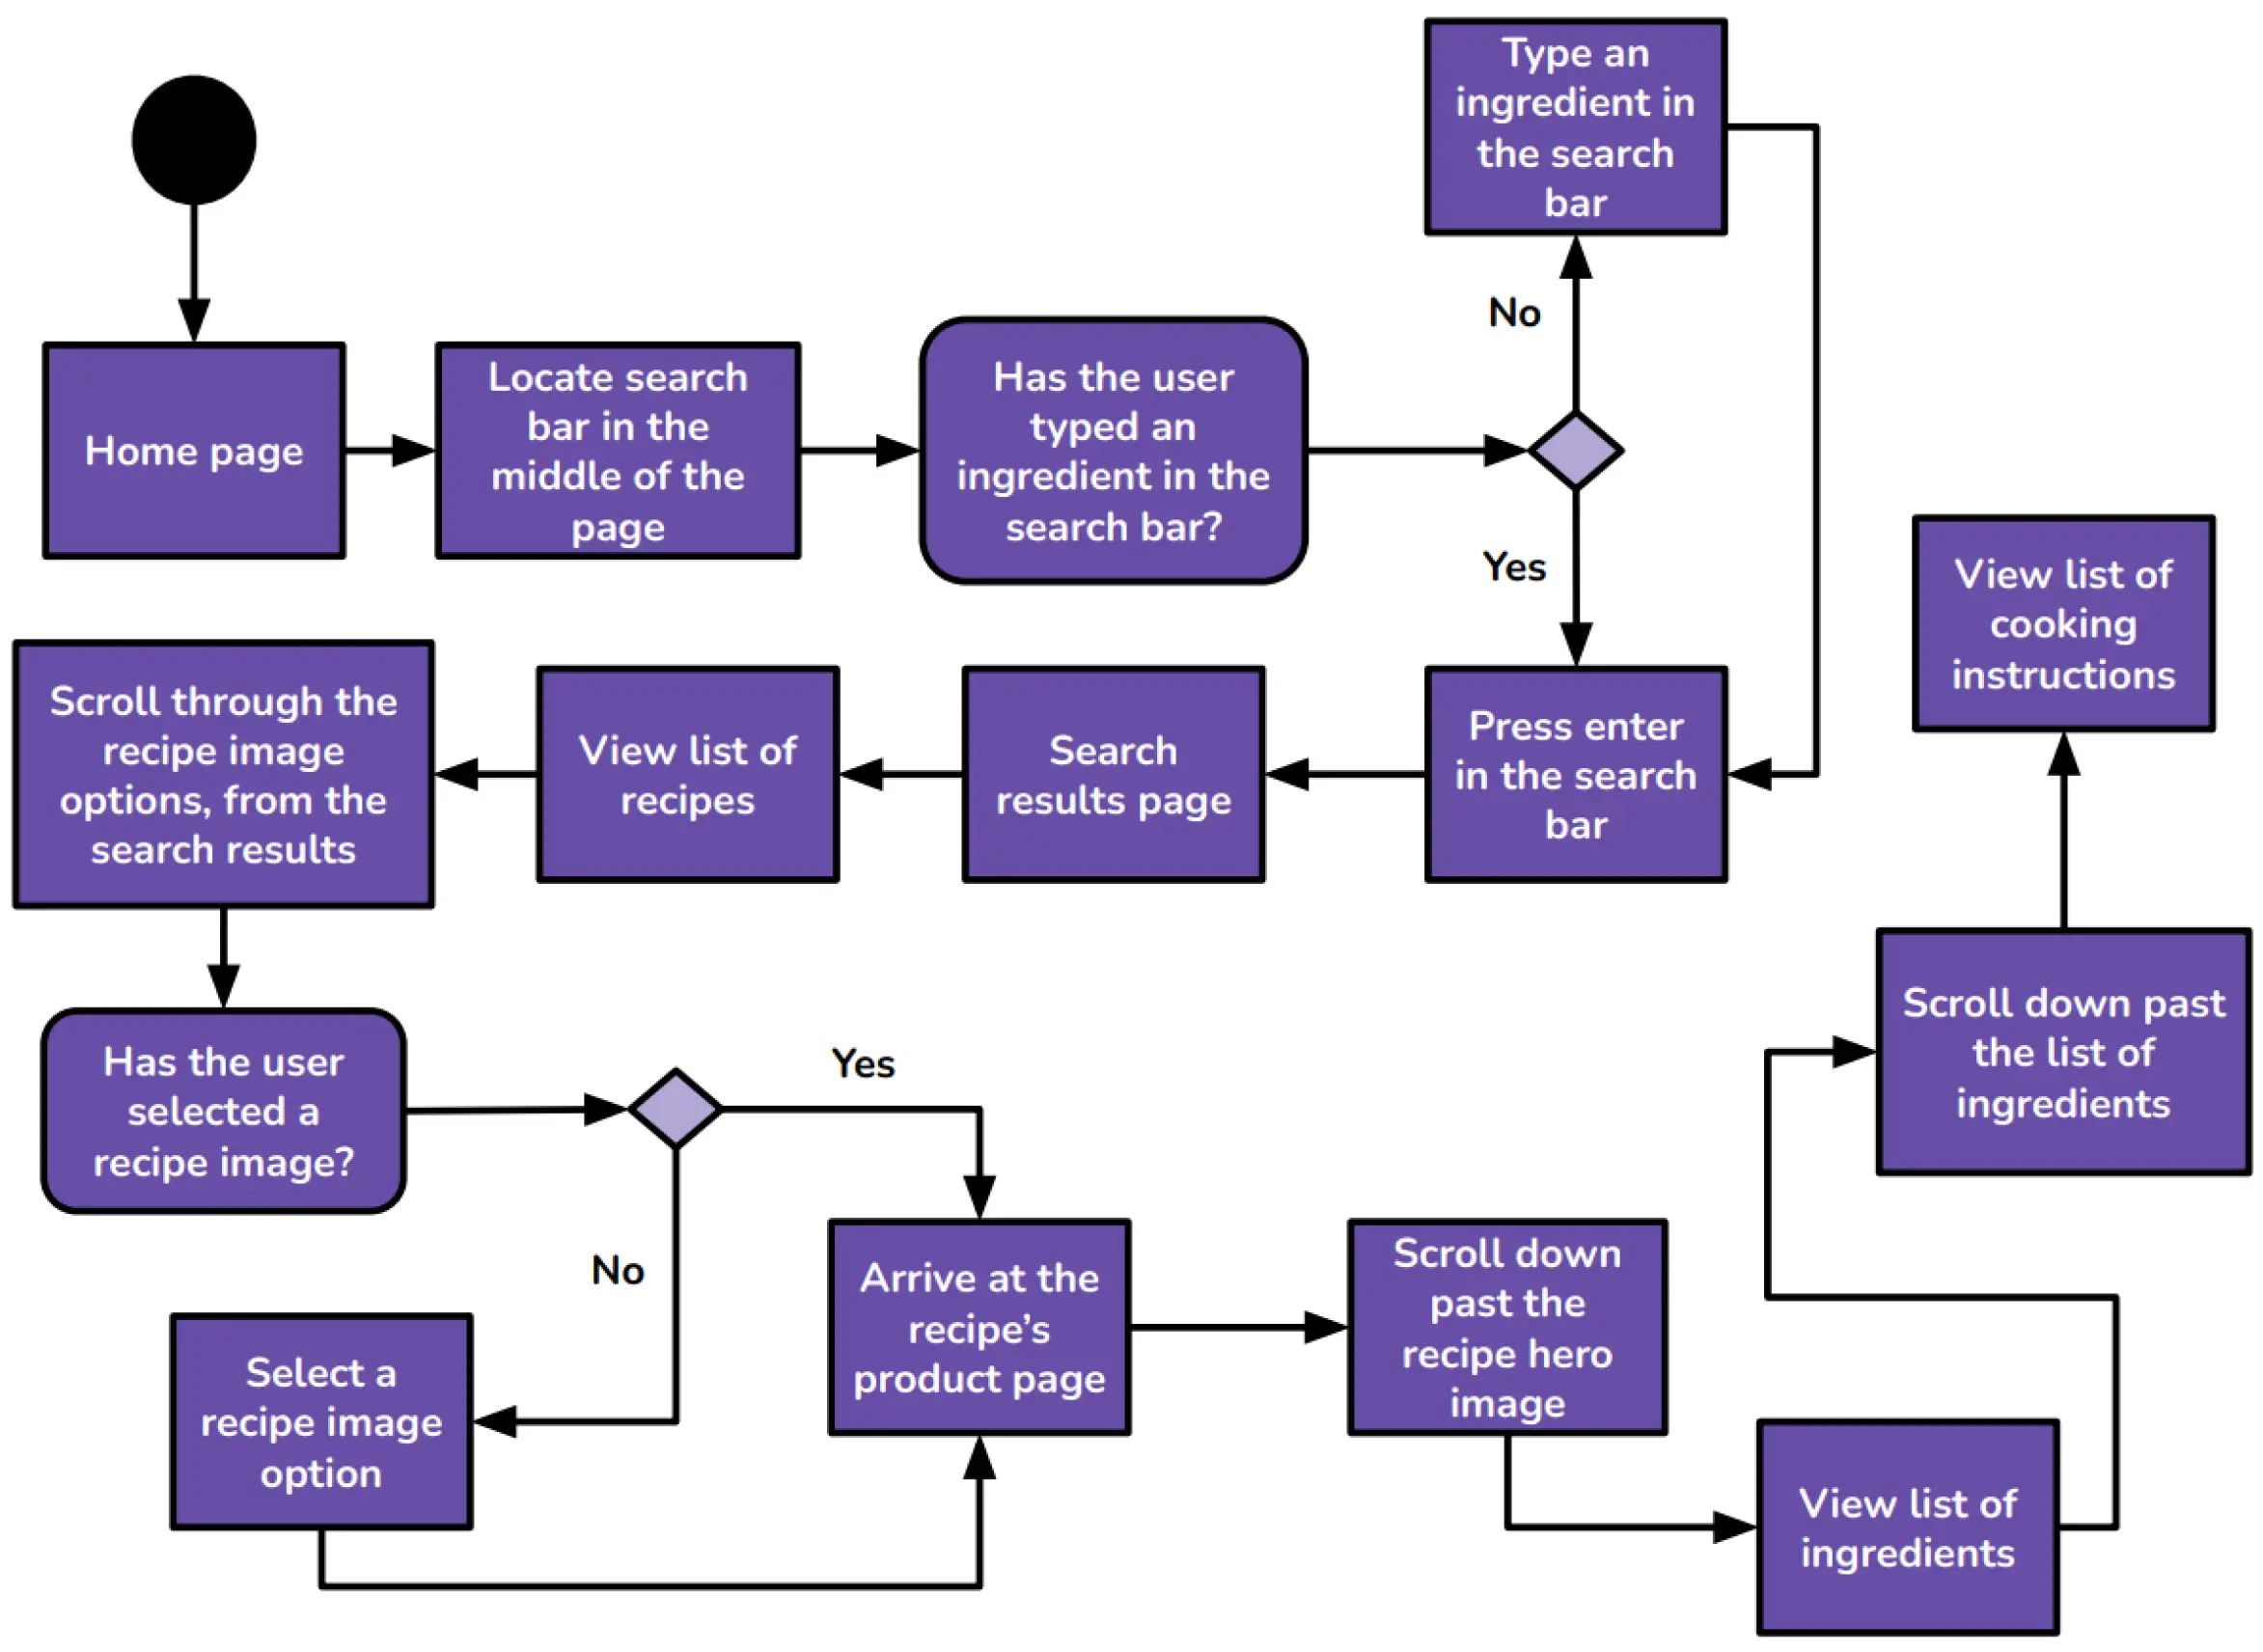 Type an
ingredient in
the search
bar
No
Home page
Locate search
bar in the
middle of the
page
Has the user
typed an
ingredient in the
search bar?
Yes
View list of
cooking
instructions
Scroll through the
recipe image
options, from the
search results
View list of
recipes
Search
results page
Press enter
in the search
bar
Scroll down past
the list of
ingredients
Has the user
selected a
recipe image?
Yes
No
Arrive at the
recipe’s
product page
Scroll down
past the
recipe hero
image
Select a
recipe image
option
View list of
ingredients